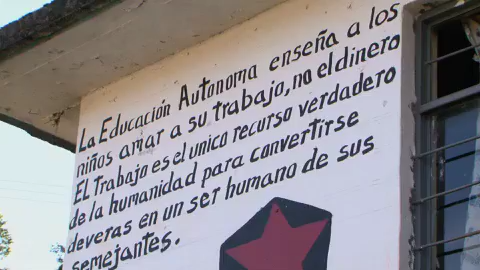 La Educación Autonoma enseña a los
niños amar a su trabajo, no el dinero
El trabajo es el unico recurso verdadero
de la humanidad para convertirse
deveras en un ser humano de sus
semejantes.